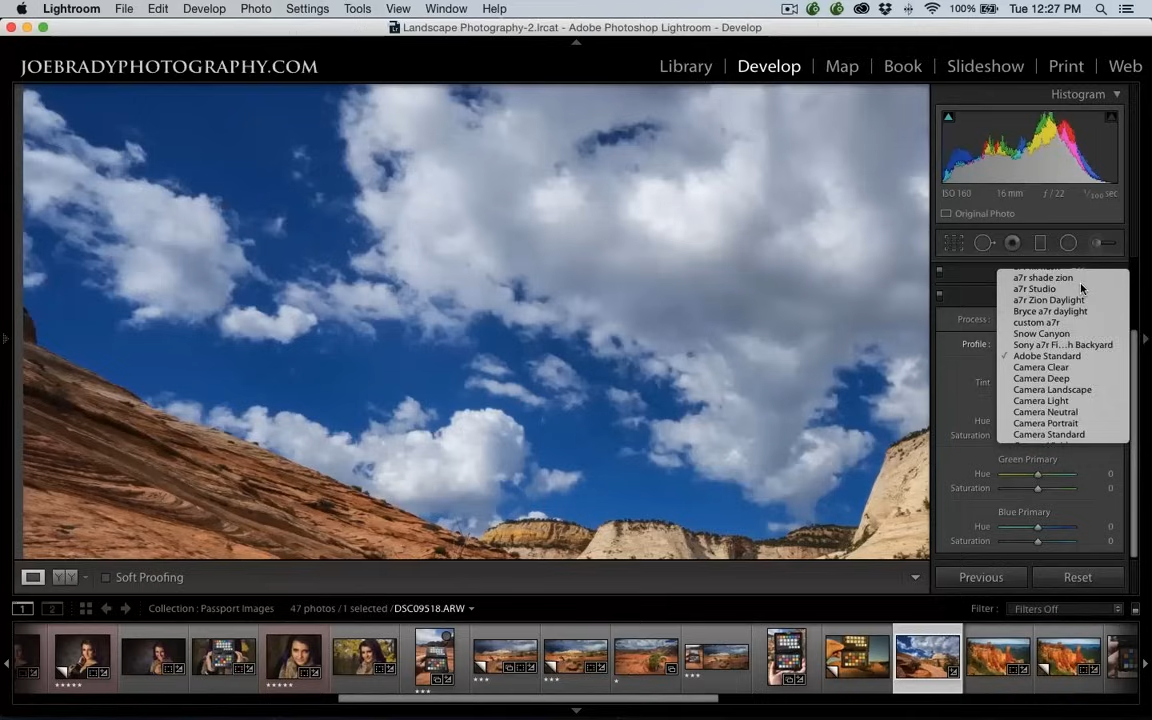 Lightroom File Edit Develop Photo Settings Tools View Window Help 100% Tue 12:27 PM
Landscape Photography-2.lrcat - Adobe Photoshop Lightroom - Develop
JOEBRADYPHOTOGRAPHY.COM
Library | Develop | Map | Book | Slideshow | Print | Web
Histogram
ISO 160 16 mm ƒ / 22 1/100 sec
Original Photo
a7r shade zion
a7r Studio
a7r Zion Daylight
Bryce a7r daylight
Process :
custom a7r
Snow Canyon
Profile :
Sony a7r Fi...h Backyard
✓ Adobe Standard
Camera Clear
Tint
Camera Deep
Camera Landscape
Camera Light
Camera Neutral
Hue
Camera Portrait
Saturation
Camera Standard
Green Primary
Hue 0
Saturation 0
Blue Primary
Hue 0
Saturation 0
Y Y Soft Proofing
Previous Reset
1 2 Collection : Passport Images 47 photos / 1 selected / DSC09518.ARW Filter : Filters Off